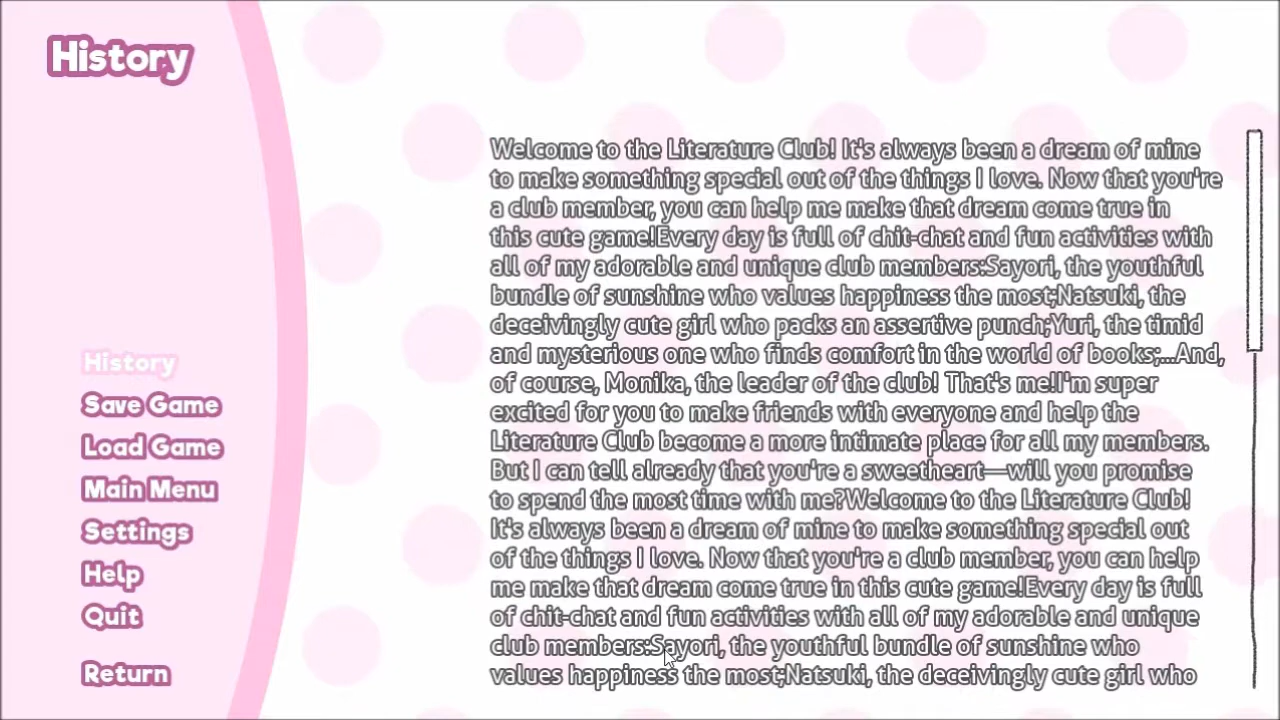 History
History
Save Game
Load Game
Main Menu
Settings
Help
Quit
Return
Welcome to the Literature Club! It's always been a dream of mine
to make something special out of the things I love. Now that you're
a club member, you can help me make that dream come true in
this cute game!Every day is full of chit-chat and fun activities with
all of my adorable and unique club members:Sayori, the youthful
bundle of sunshine who values happiness the most;Natsuki, the
deceivingly cute girl who packs an assertive punch;Yuri, the timid
and mysterious one who finds comfort in the world of books;...And,
of course, Monika, the leader of the club! That's me!I'm super
excited for you to make friends with everyone and help the
Literature Club become a more intimate place for all my members.
But I can tell already that you're a sweetheart—will you promise
to spend the most time with me?Welcome to the Literature Club!
It's always been a dream of mine to make something special out
of the things I love. Now that you're a club member, you can help
me make that dream come true in this cute game!Every day is full
of chit-chat and fun activities with all of my adorable and unique
club members:Sayori, the youthful bundle of sunshine who
values happiness the most;Natsuki, the deceivingly cute girl who